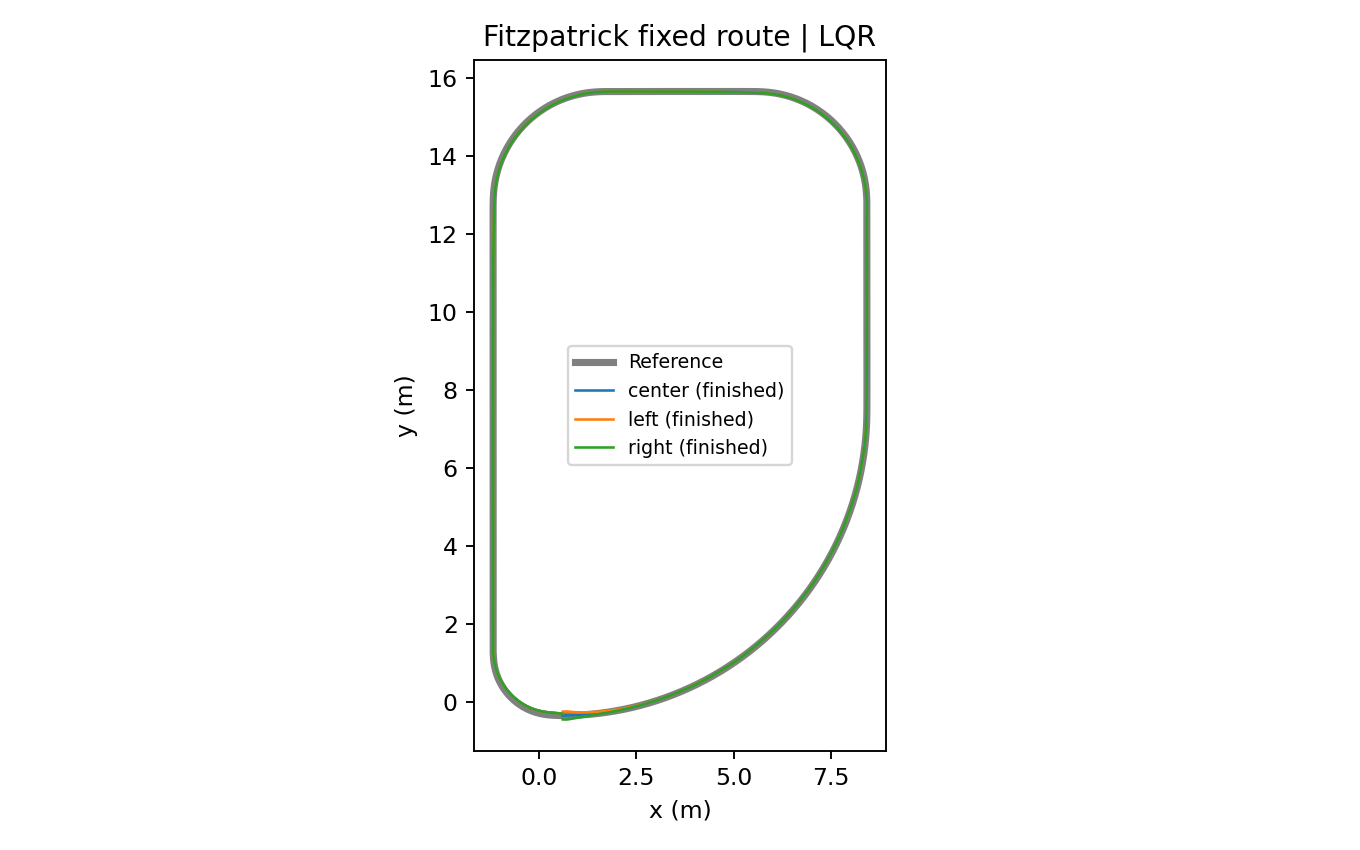 Fitzpatrick fixed route | LQR
16
14
12
10
8
6
4
2
0
y (m)
Reference
center (finished)
left (finished)
right (finished)
0.0 2.5 5.0 7.5
x (m)